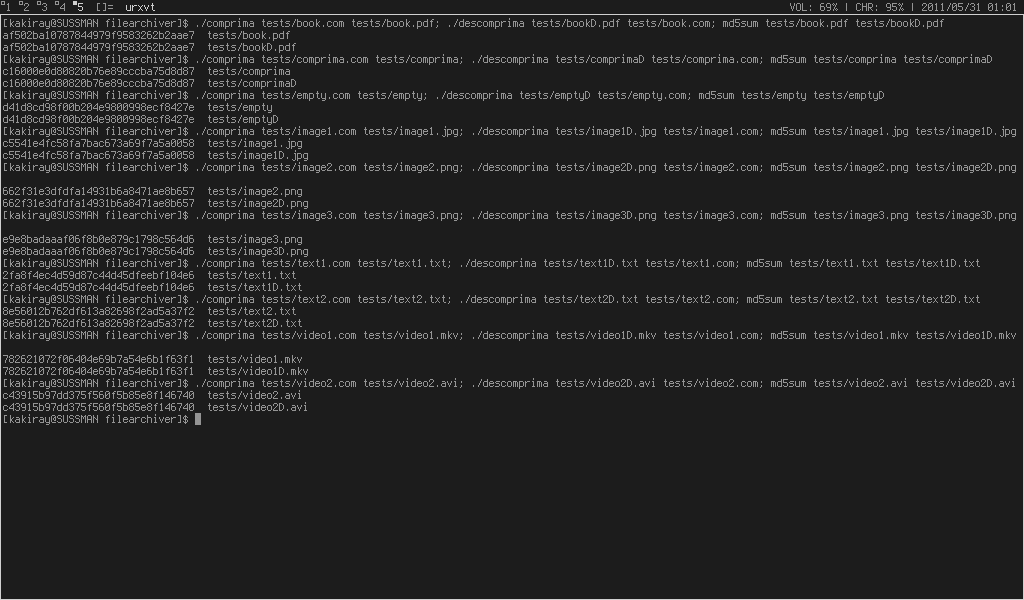 1 2 3 4 5 []= urxvt VOL: 69% | CHR: 95% | 2011/05/31 01:01
[kakiray@SUSSMAN filearchiver]$ ./comprima tests/book.com tests/book.pdf; ./descomprima tests/bookD.pdf tests/book.com; md5sum tests/book.pdf tests/bookD.pdf
af502ba10787844979f9583262b2aae7  tests/book.pdf
af502ba10787844979f9583262b2aae7  tests/bookD.pdf
[kakiray@SUSSMAN filearchiver]$ ./comprima tests/comprima.com tests/comprima; ./descomprima tests/comprimaD tests/comprima.com; md5sum tests/comprima tests/comprimaD
c16000e0d80820b76e89cccba75d8d87  tests/comprima
c16000e0d80820b76e89cccba75d8d87  tests/comprimaD
[kakiray@SUSSMAN filearchiver]$ ./comprima tests/empty.com tests/empty; ./descomprima tests/emptyD tests/empty.com; md5sum tests/empty tests/emptyD
d41d8cd98f00b204e9800998ecf8427e  tests/empty
d41d8cd98f00b204e9800998ecf8427e  tests/emptyD
[kakiray@SUSSMAN filearchiver]$ ./comprima tests/image1.com tests/image1.jpg; ./descomprima tests/image1D.jpg tests/image1.com; md5sum tests/image1.jpg tests/image1D.jpg
c5541e4fc58fa7bac673a69f7a5a0058  tests/image1.jpg
c5541e4fc58fa7bac673a69f7a5a0058  tests/image1D.jpg
[kakiray@SUSSMAN filearchiver]$ ./comprima tests/image2.com tests/image2.png; ./descomprima tests/image2D.png tests/image2.com; md5sum tests/image2.png tests/image2D.png
662f31e3dfdfa14931b6a8471ae8b657  tests/image2.png
662f31e3dfdfa14931b6a8471ae8b657  tests/image2D.png
[kakiray@SUSSMAN filearchiver]$ ./comprima tests/image3.com tests/image3.png; ./descomprima tests/image3D.png tests/image3.com; md5sum tests/image3.png tests/image3D.png
e9e8badaaaf06f8b0e879c1798c564d6  tests/image3.png
e9e8badaaaf06f8b0e879c1798c564d6  tests/image3D.png
[kakiray@SUSSMAN filearchiver]$ ./comprima tests/text1.com tests/text1.txt; ./descomprima tests/text1D.txt tests/text1.com; md5sum tests/text1.txt tests/text1D.txt
2fa8f4ec4d59d87c44d45dfeebf104e6  tests/text1.txt
2fa8f4ec4d59d87c44d45dfeebf104e6  tests/text1D.txt
[kakiray@SUSSMAN filearchiver]$ ./comprima tests/text2.com tests/text2.txt; ./descomprima tests/text2D.txt tests/text2.com; md5sum tests/text2.txt tests/text2D.txt
8e56012b762df613a82698f2ad5a37f2  tests/text2.txt
8e56012b762df613a82698f2ad5a37f2  tests/text2D.txt
[kakiray@SUSSMAN filearchiver]$ ./comprima tests/video1.com tests/video1.mkv; ./descomprima tests/video1D.mkv tests/video1.com; md5sum tests/video1.mkv tests/video1D.mkv
782621072f06404e69b7a54e6b1f63f1  tests/video1.mkv
782621072f06404e69b7a54e6b1f63f1  tests/video1D.mkv
[kakiray@SUSSMAN filearchiver]$ ./comprima tests/video2.com tests/video2.avi; ./descomprima tests/video2D.avi tests/video2.com; md5sum tests/video2.avi tests/video2D.avi
c43915b97dd375f560f5b85e8f146740  tests/video2.avi
c43915b97dd375f560f5b85e8f146740  tests/video2D.avi
[kakiray@SUSSMAN filearchiver]$